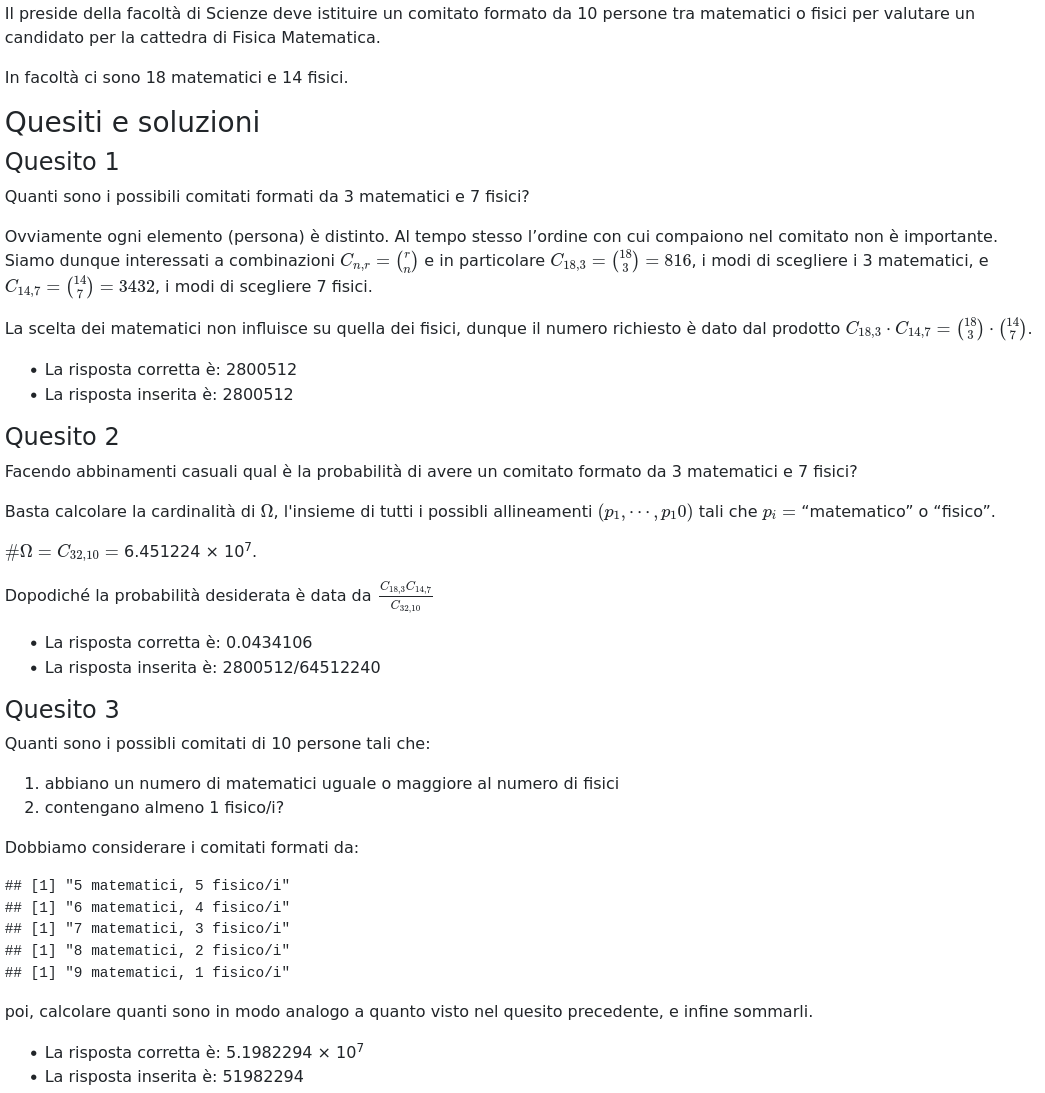 Il preside della facoltà di Scienze deve istituire un comitato formato da 10 persone tra matematici o fisici per valutare un
candidato per la cattedra di Fisica Matematica.
In facoltà ci sono 18 matematici e 14 fisici.
Quesiti e soluzioni
Quesito 1
Quanti sono i possibili comitati formati da 3 matematici e 7 fisici?
Ovviamente ogni elemento (persona) è distinto. Al tempo stesso l’ordine con cui compaiono nel comitato non è importante.
Siamo dunque interessati a combinazioni $C_{n,r} = \binom{r}{n}$ e in particolare $C_{18,3} = \binom{18}{3} = 816$, i modi di scegliere i 3 matematici, e
$C_{14,7} = \binom{14}{7} = 3432$, i modi di scegliere 7 fisici.
La scelta dei matematici non influisce su quella dei fisici, dunque il numero richiesto è dato dal prodotto $C_{18,3} \cdot C_{14,7} = \binom{18}{3} \cdot \binom{14}{7}$.
• La risposta corretta è: 2800512
• La risposta inserita è: 2800512
Quesito 2
Facendo abbinamenti casuali qual è la probabilità di avere un comitato formato da 3 matematici e 7 fisici?
Basta calcolare la cardinalità di Ω, l'insieme di tutti i possibli allineamenti $(p_1, \cdots, p_10)$ tali che $p_i =$ “matematico” o “fisico”.
$\#\Omega = C_{32,10} =$ 6.451224 × 10$^7$.
Dopodiché la probabilità desiderata è data da $\frac{C_{18,3}C_{14,7}}{C_{32,10}}$
• La risposta corretta è: 0.0434106
• La risposta inserita è: 2800512/64512240
Quesito 3
Quanti sono i possibli comitati di 10 persone tali che:
1. abbiano un numero di matematici uguale o maggiore al numero di fisici
2. contengano almeno 1 fisico/i?
Dobbiamo considerare i comitati formati da:
## [1] "5 matematici, 5 fisico/i"
## [1] "6 matematici, 4 fisico/i"
## [1] "7 matematici, 3 fisico/i"
## [1] "8 matematici, 2 fisico/i"
## [1] "9 matematici, 1 fisico/i"
poi, calcolare quanti sono in modo analogo a quanto visto nel quesito precedente, e infine sommarli.
• La risposta corretta è: 5.1982294 × 10$^7$
• La risposta inserita è: 51982294